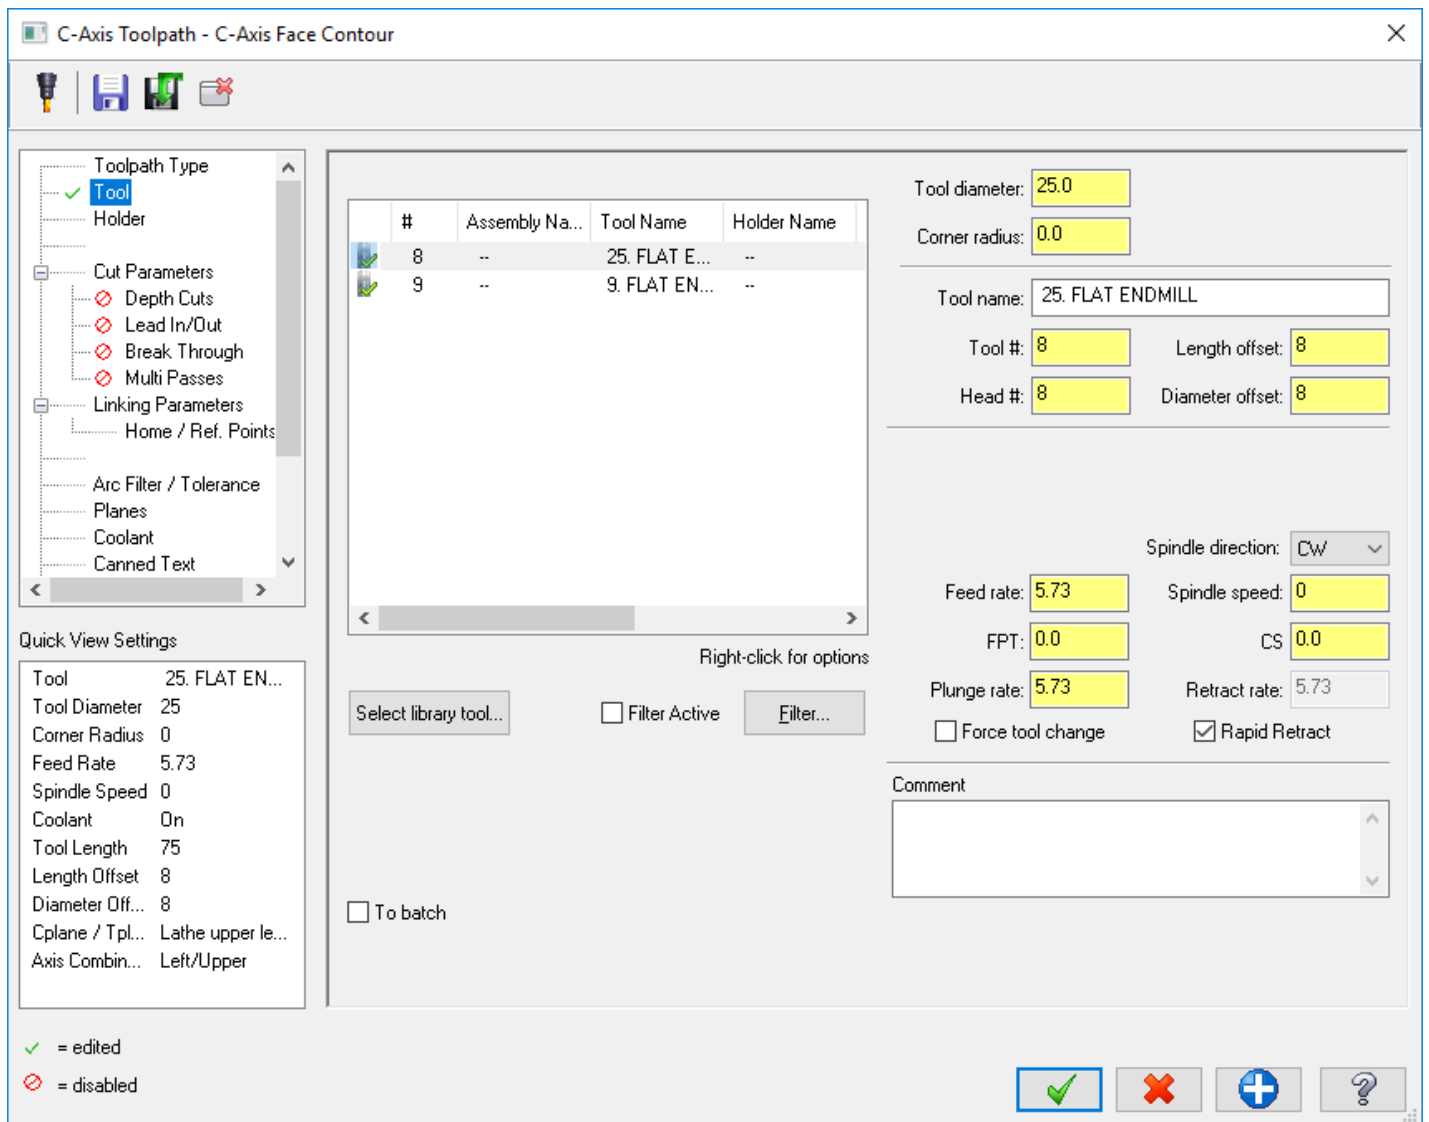 C-Axis Toolpath - C-Axis Face Contour
Toolpath Type
Tool
Holder
Cut Parameters
Depth Cuts
Lead In/Out
Break Through
Multi Passes
Linking Parameters
Home / Ref. Points
Arc Filter / Tolerance
Planes
Coolant
Canned Text
Quick View Settings
Tool 25. FLAT EN...
Tool Diameter 25
Corner Radius 0
Feed Rate 5.73
Spindle Speed 0
Coolant On
Tool Length 75
Length Offset 8
Diameter Off... 8
Cplane / Tpl... Lathe upper le...
Axis Combin... Left/Upper
= edited
= disabled
# Assembly Na... Tool Name Holder Name
8 -- 25. FLAT E... --
9 -- 9. FLAT EN... --
Right-click for options
Select library tool... Filter Active Filter...
To batch
Tool diameter: 25.0
Corner radius: 0.0
Tool name: 25. FLAT ENDMILL
Tool #: 8 Length offset: 8
Head #: 8 Diameter offset: 8
Spindle direction: CW
Feed rate: 5.73 Spindle speed: 0
FPT: 0.0 CS 0.0
Plunge rate: 5.73 Retract rate: 5.73
Force tool change Rapid Retract
Comment